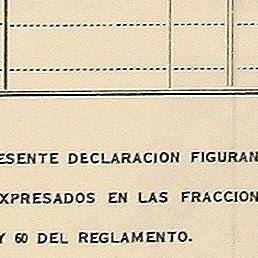 ESENTE DECLARACION FIGURAN
XPRESADOS EN LAS FRACCION
Y 60 DEL REGLAMENTO.